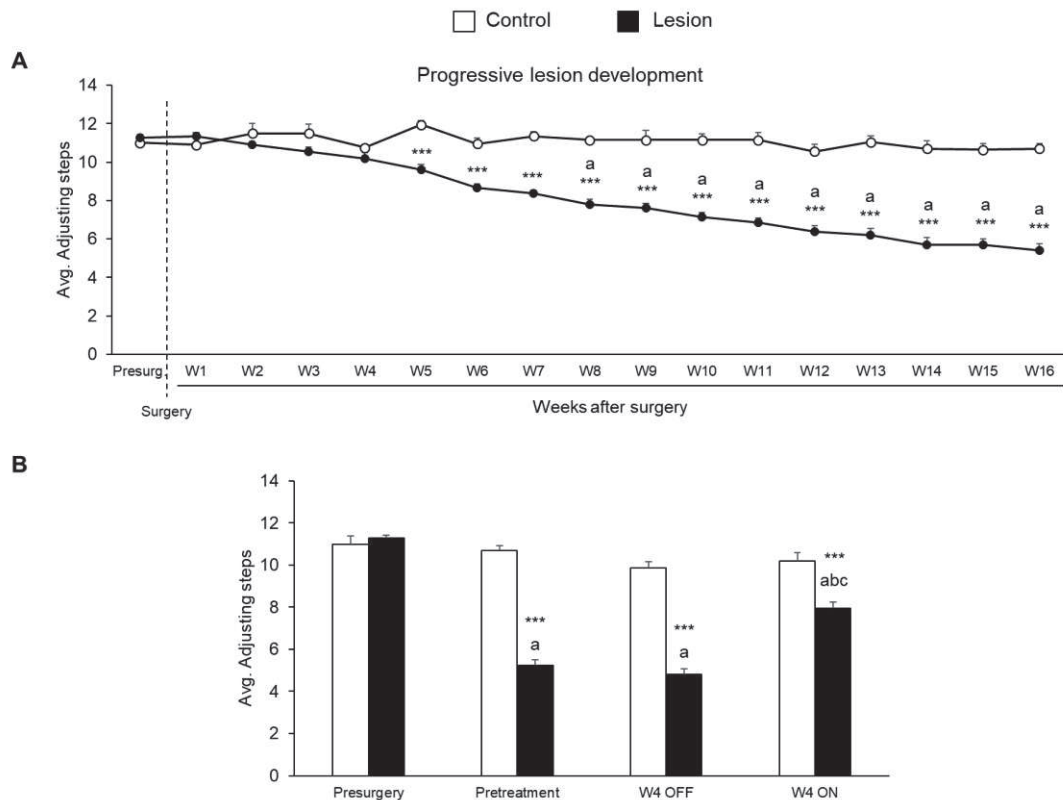 Control Lesion
A
Progressive lesion development
Avg. Adjusting steps
14
12
10
8
6
4
2
0
*** *** *** *** *** *** *** *** *** *** *** ***
a a a a a a a a a
Presurg. W1 W2 W3 W4 W5 W6 W7 W8 W9 W10 W11 W12 W13 W14 W15 W16
Surgery
Weeks after surgery
B
Avg. Adjusting steps
14
12
10
8
6
4
2
0
***
a
***
a
***
abc
Presurgery Pretreatment W4 OFF W4 ON